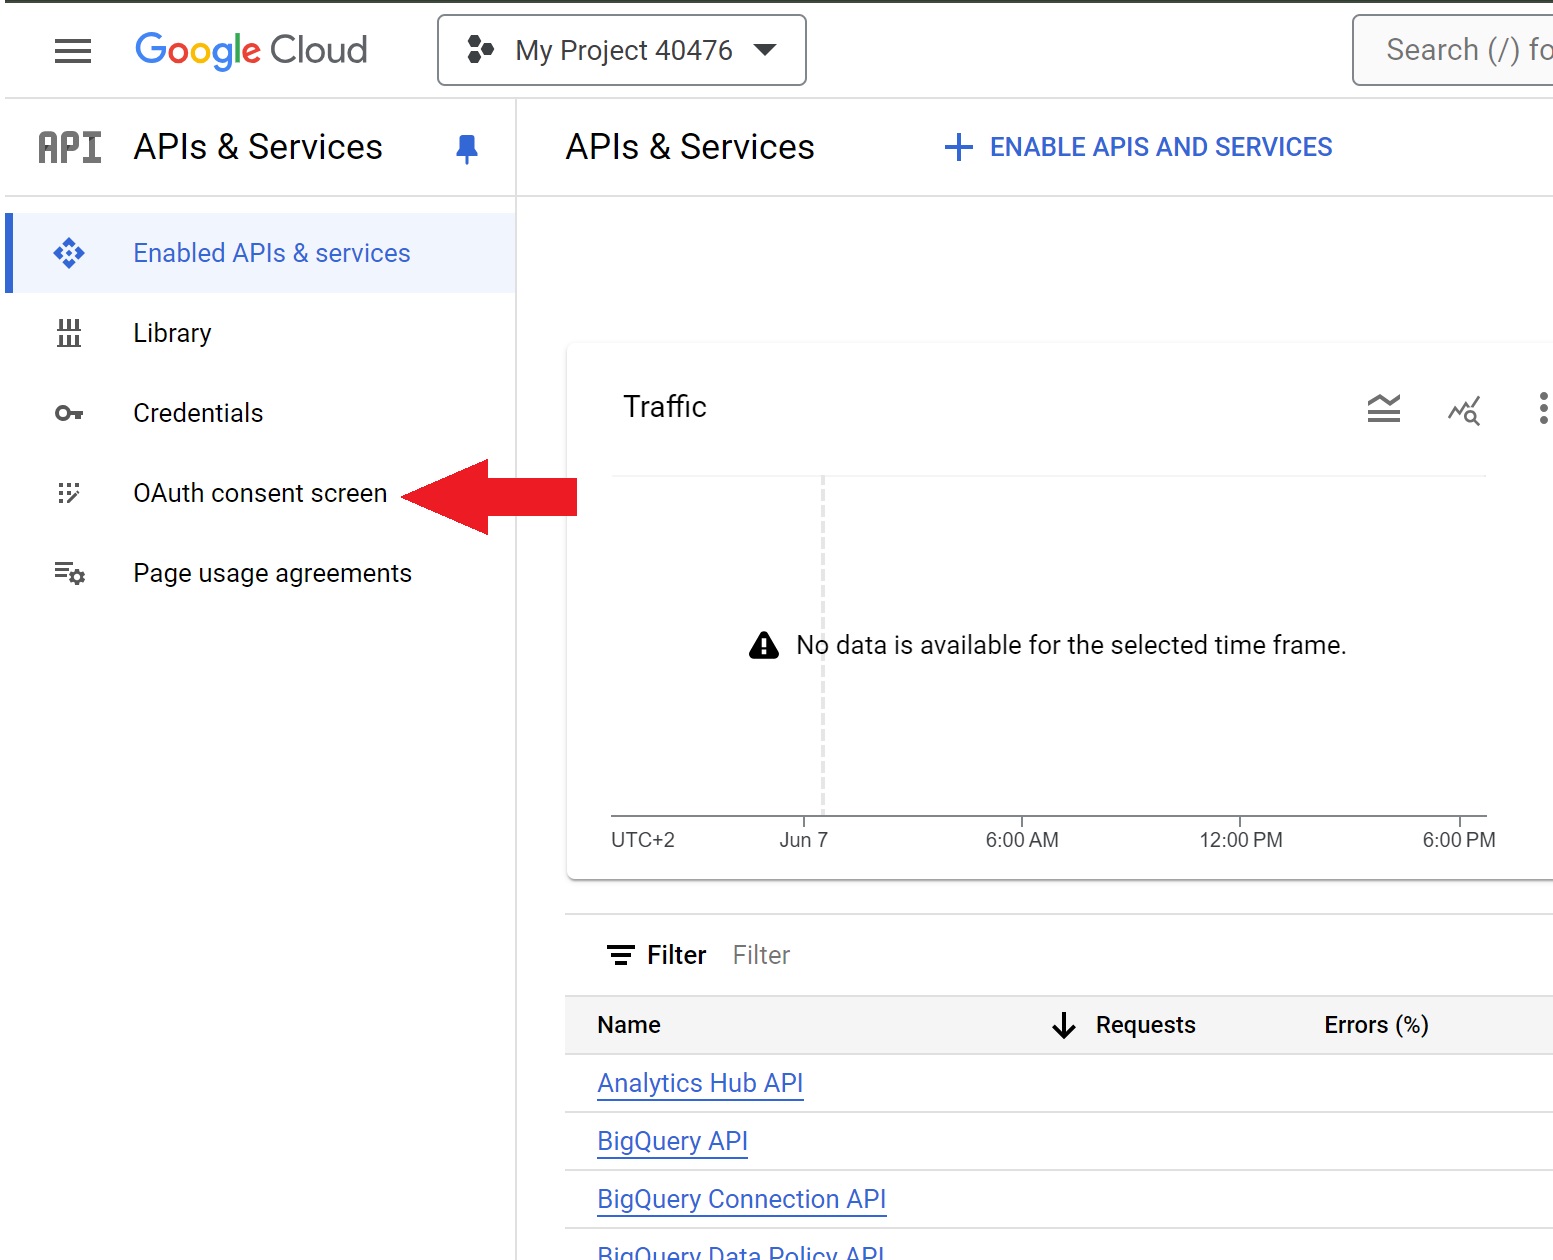 Google Cloud
My Project 40476
Search (/) fo
API
APIs & Services
APIs & Services
ENABLE APIS AND SERVICES
Enabled APIs & services
Library
Credentials
OAuth consent screen
Page usage agreements
Traffic
No data is available for the selected time frame.
UTC+2 Jun 7 6:00 AM 12:00 PM 6:00 PM
Filter Filter
Name Requests Errors (%)
Analytics Hub API
BigQuery API
BigQuery Connection API
BigQuery Data Policy API